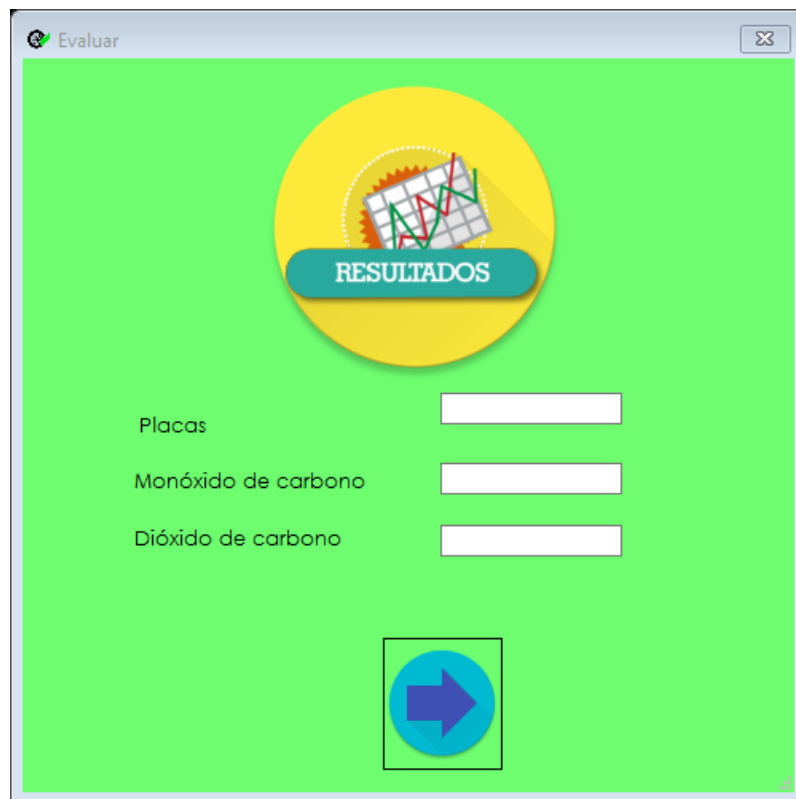 Evaluar
RESULTADOS
Placas
Monóxido de carbono
Dióxido de carbono